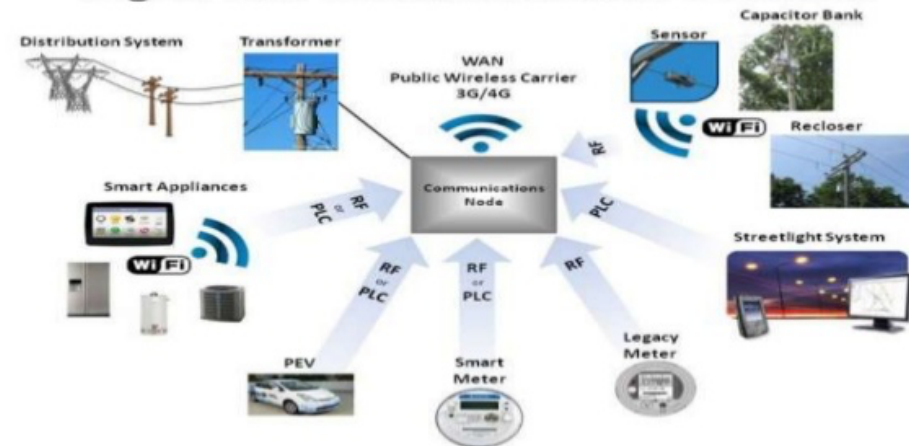 Distribution System
Transformer
WAN
Public Wireless Carrier
3G/4G
Sensor
Capacitor Bank
WiFi
Recloser
RF
Communications
Node
Smart Appliances
WiFi
RF
or
PLC
PLC
Streetlight System
RF
or
PLC
RF
or
PLC
RF
PEV
Smart
Meter
Legacy
Meter